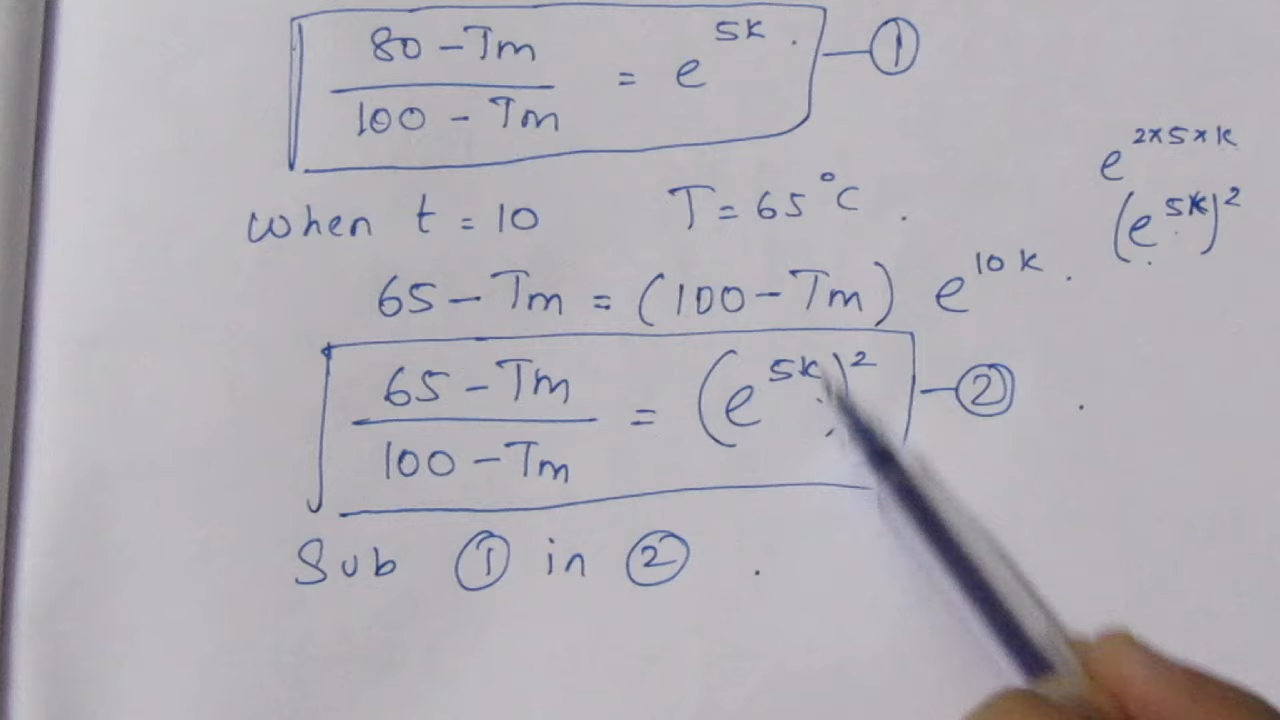 80 - Tm / 100 - Tm = e^5k . — ①
e^2×5×k
when t = 10 T = 65°C .
(e^5k)^2
65 - Tm = (100 - Tm) e^10k .
65 - Tm / 100 - Tm = (e^5k)^2 — ②
Sub ① in ② .